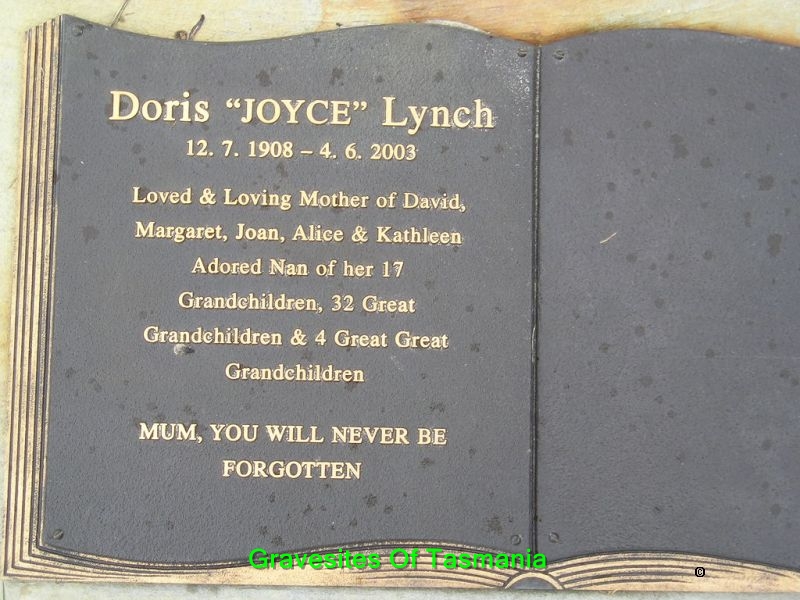 Doris “JOYCE” Lynch
12. 7. 1908 – 4. 6. 2003
Loved & Loving Mother of David,
Margaret, Joan, Alice & Kathleen
Adored Nan of her 17
Grandchildren, 32 Great
Grandchildren & 4 Great Great
Grandchildren
MUM, YOU WILL NEVER BE
FORGOTTEN
Gravesites Of Tasmania
©